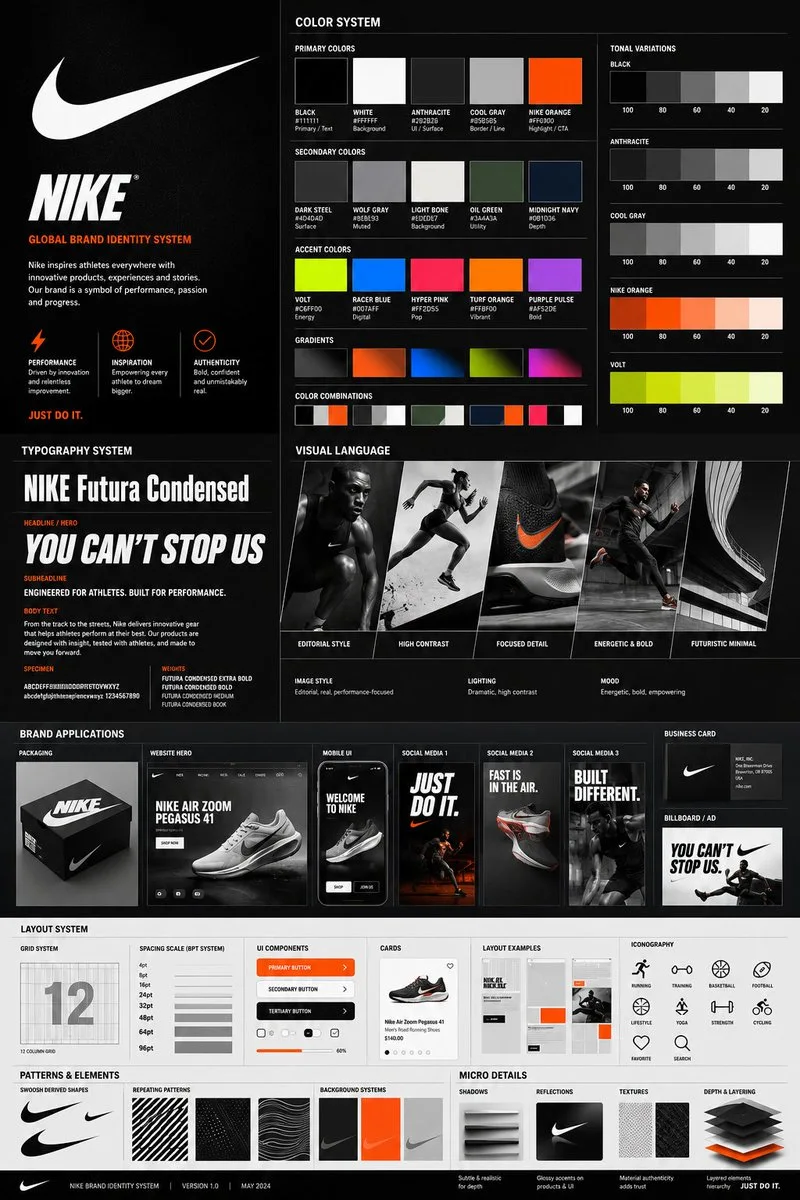 NIKE®
GLOBAL BRAND IDENTITY SYSTEM
Nike inspires athletes everywhere with
innovative products, experiences and stories.
Our brand is a symbol of performance, passion
and progress.
PERFORMANCE
Driven by innovation
and relentless
improvement.
INSPIRATION
Empowering every
athlete to dream
bigger.
AUTHENTICITY
Bold, confident
and unmistakably
real.
JUST DO IT.
COLOR SYSTEM
PRIMARY COLORS
BLACK
#111111
Primary / Text
WHITE
#FFFFFF
Background
ANTHRACITE
UI / Surface
COOL GRAY
Border / Line
NIKE ORANGE
Highlight / CTA
SECONDARY COLORS
DARK STEEL
#4D4D4D
Surface
WOLF GRAY
Muted
LIGHT BONE
Background
OIL GREEN
#3A4A3A
Utility
MIDNIGHT NAVY
Depth
ACCENT COLORS
VOLT
#C6FF00
Energy
RACER BLUE
#007AFF
Digital
HYPER PINK
#FF2D55
Pop
TURF ORANGE
Vibrant
PURPLE PULSE
#AF52DE
Bold
GRADIENTS
COLOR COMBINATIONS
TONAL VARIATIONS
BLACK
100 80 60 40 20
ANTHRACITE
100 80 60 40 20
COOL GRAY
100 80 60 40 20
NIKE ORANGE
100 80 60 40 20
VOLT
100 80 60 40 20
TYPOGRAPHY SYSTEM
NIKE Futura Condensed
HEADLINE / HERO
YOU CAN'T STOP US
SUBHEADLINE
ENGINEERED FOR ATHLETES. BUILT FOR PERFORMANCE.
BODY TEXT
From the track to the streets, Nike delivers innovative gear
that helps athletes perform at their best. Our products are
designed with insight, tested with athletes, and made to
move you forward.
SPECIMEN
1234567890
WEIGHTS
FUTURA CONDENSED EXTRA BOLD
FUTURA CONDENSED BOLD
FUTURA CONDENSED MEDIUM
FUTURA CONDENSED BOOK
VISUAL LANGUAGE
EDITORIAL STYLE
HIGH CONTRAST
FOCUSED DETAIL
ENERGETIC & BOLD
FUTURISTIC MINIMAL
IMAGE STYLE
Editorial, real, performance-focused
LIGHTING
Dramatic, high contrast
MOOD
Energetic, bold, empowering
BRAND APPLICATIONS
PACKAGING
NIKE
WEBSITE HERO
NIKE AIR ZOOM
PEGASUS 41
SHOP NOW
MOBILE UI
WELCOME
TO NIKE
SHOP
JOIN US
SOCIAL MEDIA 1
JUST
DO IT.
SOCIAL MEDIA 2
FAST IS
IN THE AIR.
SOCIAL MEDIA 3
BUILT
DIFFERENT.
BUSINESS CARD
NIKE, INC.
USA
nike.com
BILLBOARD / AD
YOU CAN'T
STOP US.
LAYOUT SYSTEM
GRID SYSTEM
12
12 COLUMN GRID
SPACING SCALE (8PT SYSTEM)
4pt
8pt
16pt
24pt
32pt
48pt
64pt
96pt
UI COMPONENTS
PRIMARY BUTTON
SECONDARY BUTTON
TERTIARY BUTTON
60%
CARDS
Nike Air Zoom Pegasus 41
Men's Road Running Shoes
$140.00
LAYOUT EXAMPLES
ICONOGRAPHY
RUNNING
TRAINING
BASKETBALL
FOOTBALL
LIFESTYLE
YOGA
STRENGTH
CYCLING
FAVORITE
SEARCH
PATTERNS & ELEMENTS
SWOOSH DERIVED SHAPES
REPEATING PATTERNS
BACKGROUND SYSTEMS
MICRO DETAILS
SHADOWS
Subtle & realistic
for depth
REFLECTIONS
Glossy accents on
products & UI
TEXTURES
Material authenticity
adds trust
DEPTH & LAYERING
Layered elements
hierarchy
NIKE BRAND IDENTITY SYSTEM | VERSION 1.0 | MAY 2024
JUST DO IT.